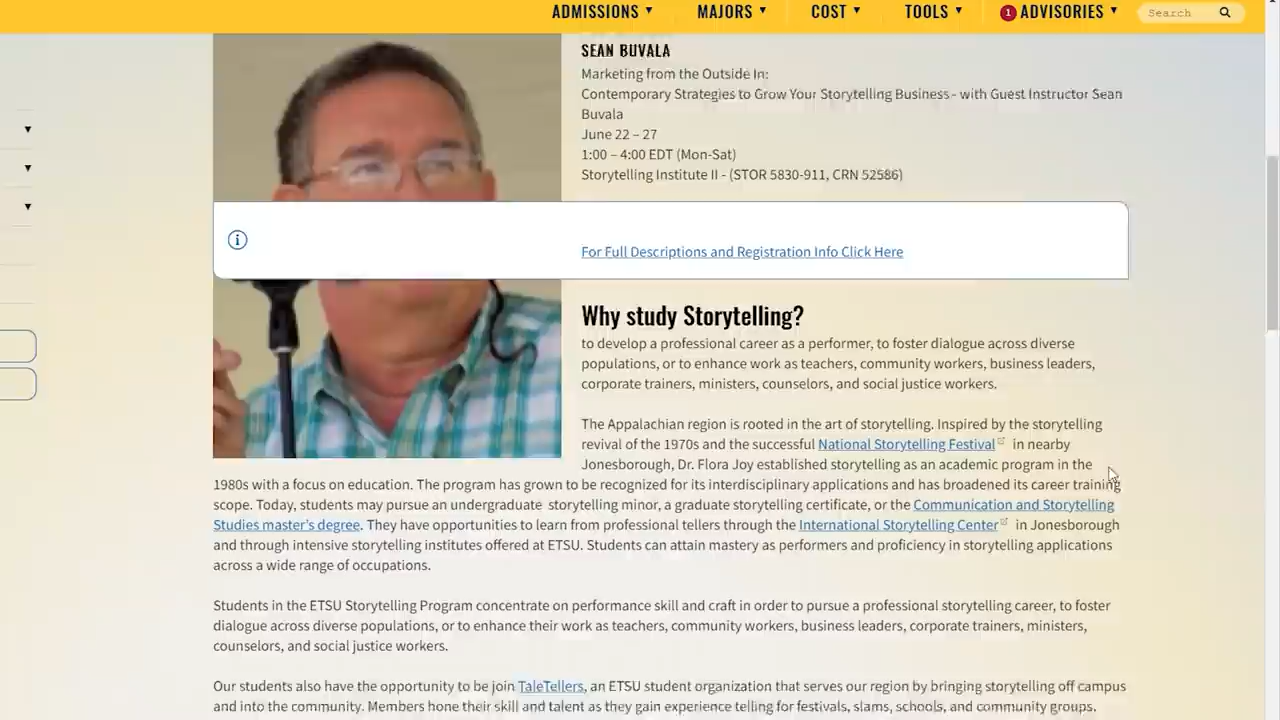 ADMISSIONS ▼ MAJORS ▼ COST ▼ TOOLS ▼ 1 ADVISORIES ▼ Search
SEAN BUVALA
Marketing from the Outside In:
Contemporary Strategies to Grow Your Storytelling Business - with Guest Instructor Sean
Buvala
June 22 – 27
1:00 – 4:00 EDT (Mon-Sat)
Storytelling Institute II - (STOR 5830-911, CRN 52586)
For Full Descriptions and Registration Info Click Here
Why study Storytelling?
to develop a professional career as a performer, to foster dialogue across diverse
populations, or to enhance work as teachers, community workers, business leaders,
corporate trainers, ministers, counselors, and social justice workers.
The Appalachian region is rooted in the art of storytelling. Inspired by the storytelling
revival of the 1970s and the successful National Storytelling Festival in nearby
Jonesborough, Dr. Flora Joy established storytelling as an academic program in the
1980s with a focus on education. The program has grown to be recognized for its interdisciplinary applications and has broadened its career training
scope. Today, students may pursue an undergraduate storytelling minor, a graduate storytelling certificate, or the Communication and Storytelling
Studies master's degree. They have opportunities to learn from professional tellers through the International Storytelling Center in Jonesborough
and through intensive storytelling institutes offered at ETSU. Students can attain mastery as performers and proficiency in storytelling applications
across a wide range of occupations.
Students in the ETSU Storytelling Program concentrate on performance skill and craft in order to pursue a professional storytelling career, to foster
dialogue across diverse populations, or to enhance their work as teachers, community workers, business leaders, corporate trainers, ministers,
counselors, and social justice workers.
Our students also have the opportunity to be join TaleTellers, an ETSU student organization that serves our region by bringing storytelling off campus
and into the community. Members hone their skill and talent as they gain experience telling for festivals, slams, schools, and community groups.